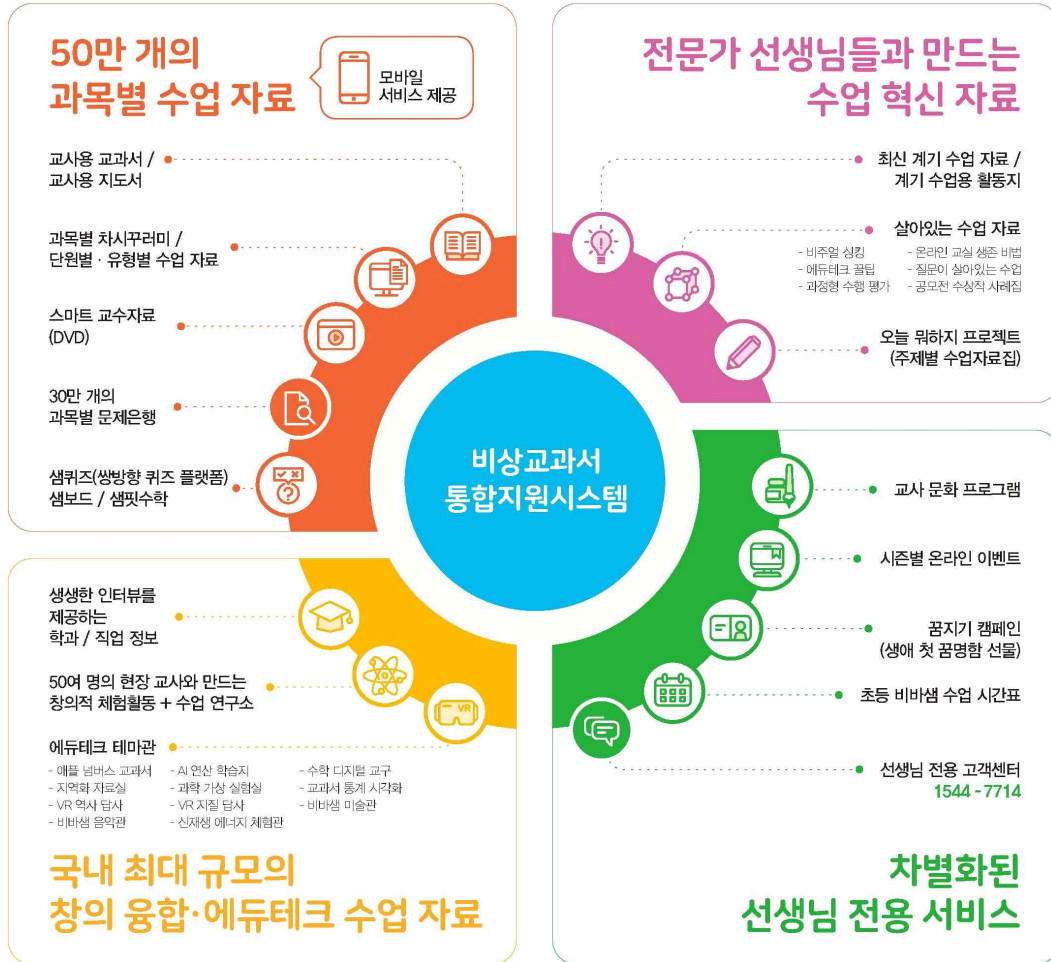 50만 개의
과목별 수업 자료
모바일
서비스 제공
교사용 교과서 /
교사용 지도서
과목별 차시꾸러미 /
단원별 · 유형별 수업 자료
스마트 교수자료
(DVD)
30만 개의
과목별 문제은행
샘퀴즈(쌍방향 퀴즈 플랫폼)
샘보드 / 샘핏수학
전문가 선생님들과 만드는
수업 혁신 자료
최신 계기 수업 자료 /
계기 수업용 활동지
살아있는 수업 자료
- 비주얼 싱킹
- 에듀테크 꿀팁
- 과정형 수행 평가
- 온라인 교실 생존 비법
- 질문이 살아있는 수업
- 공모전 수상작 사례집
오늘 뭐하지 프로젝트
(주제별 수업자료집)
비상교과서
통합지원시스템
생생한 인터뷰를
제공하는
학과 / 직업 정보
50여 명의 현장 교사와 만드는
창의적 체험활동 + 수업 연구소
에듀테크 테마관
- 애플 넘버스 교과서
- 지역화 자료실
- VR 역사 답사
- 비바샘 음악관
- AI 연산 학습지
- 과학 가상 실험실
- VR 지질 답사
- 신재생 에너지 체험관
- 수학 디지털 교구
- 교과서 통계 시각화
- 비바샘 미술관
VR
국내 최대 규모의
창의 융합·에듀테크 수업 자료
교사 문화 프로그램
시즌별 온라인 이벤트
꿈지기 캠페인
(생애 첫 꿈명함 선물)
초등 비바샘 수업 시간표
선생님 전용 고객센터
1544 - 7714
차별화된
선생님 전용 서비스